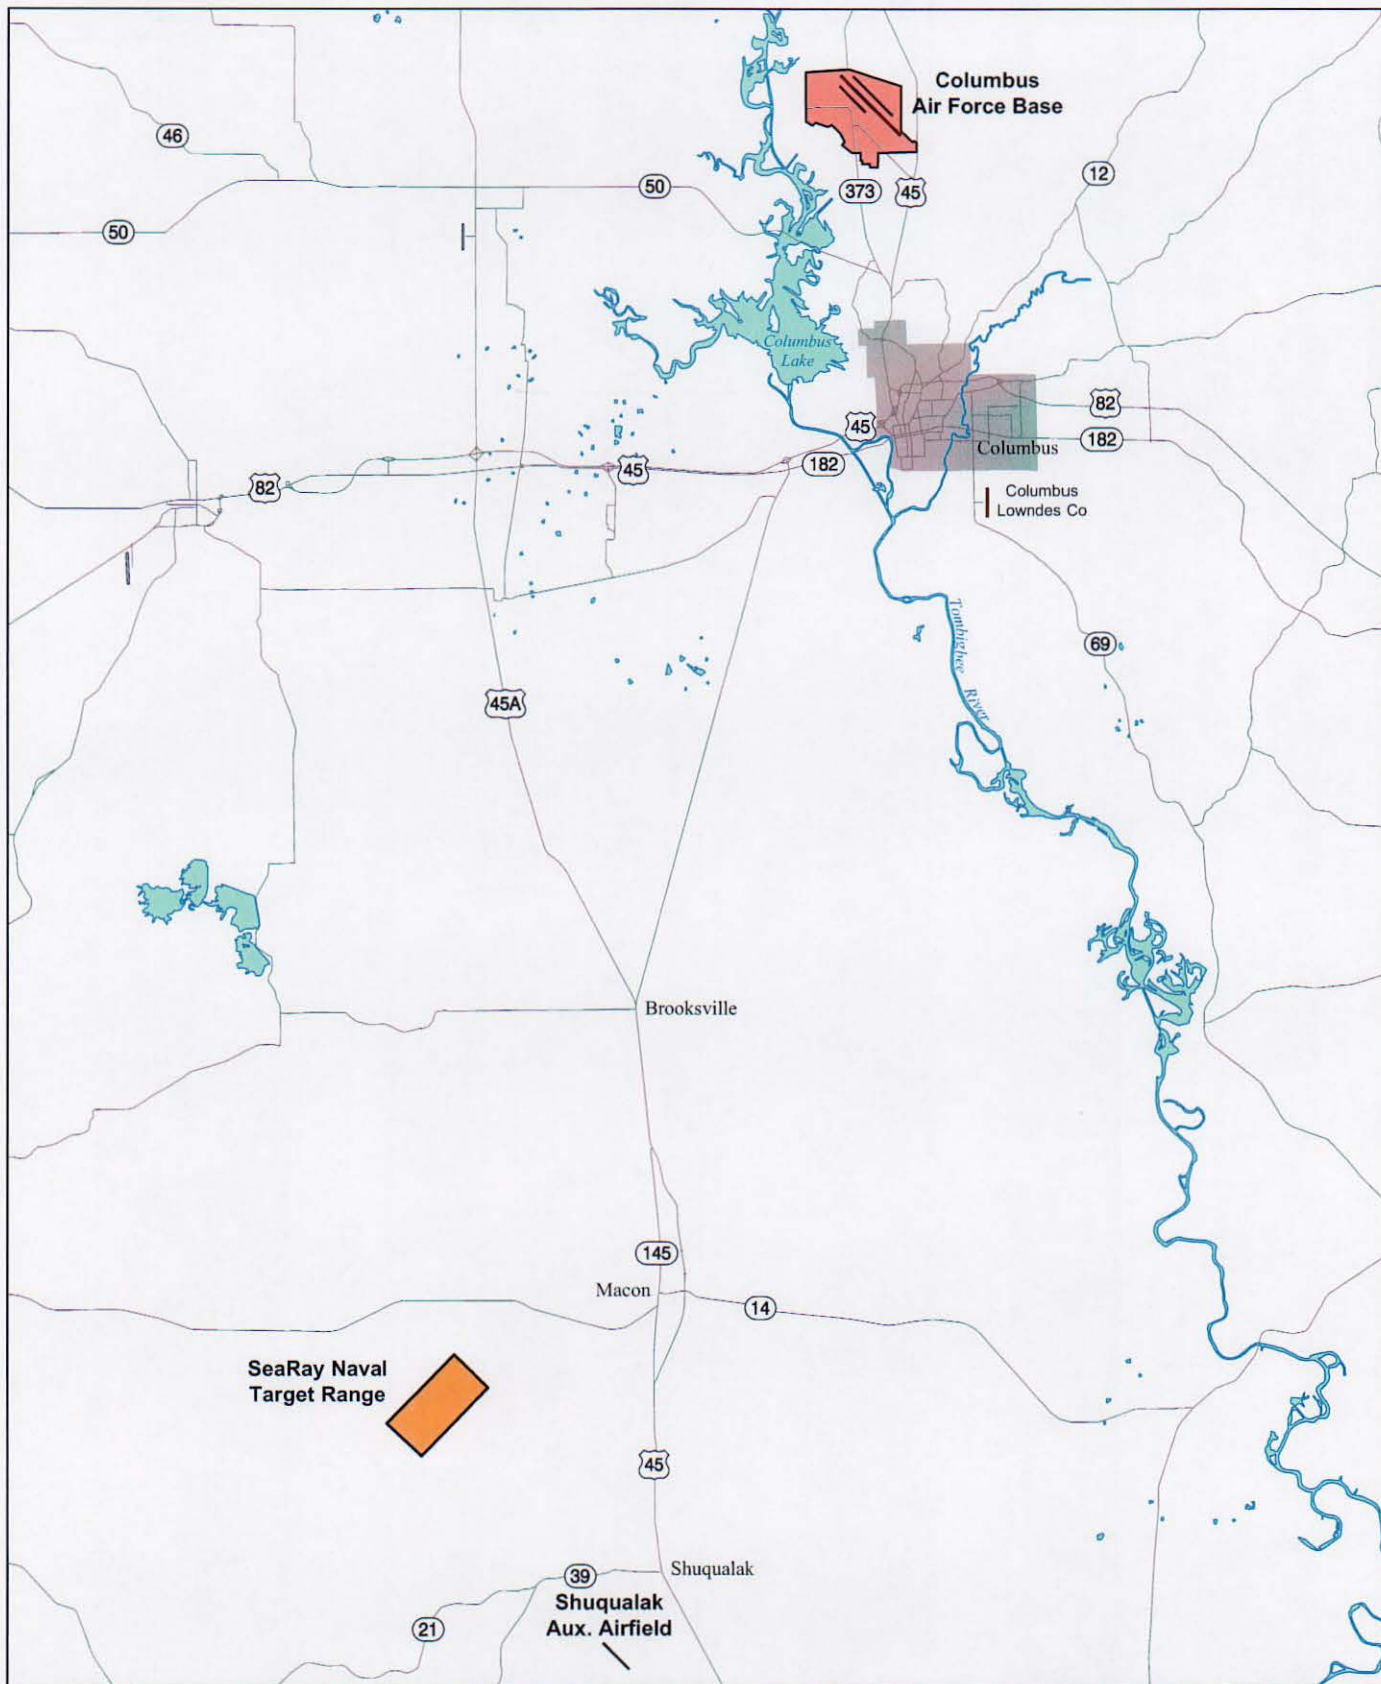 Columbus
Air Force Base
46
50
12
373
45
50
Columbus
Lake
82
45
182
Columbus
45
182
82
Columbus
Lowndes Co
Tombigbee
River
69
45A
Brooksville
145
Macon
14
SeaRay Naval
Target Range
45
Shuqualak
39
Shuqualak
Aux. Airfield
21